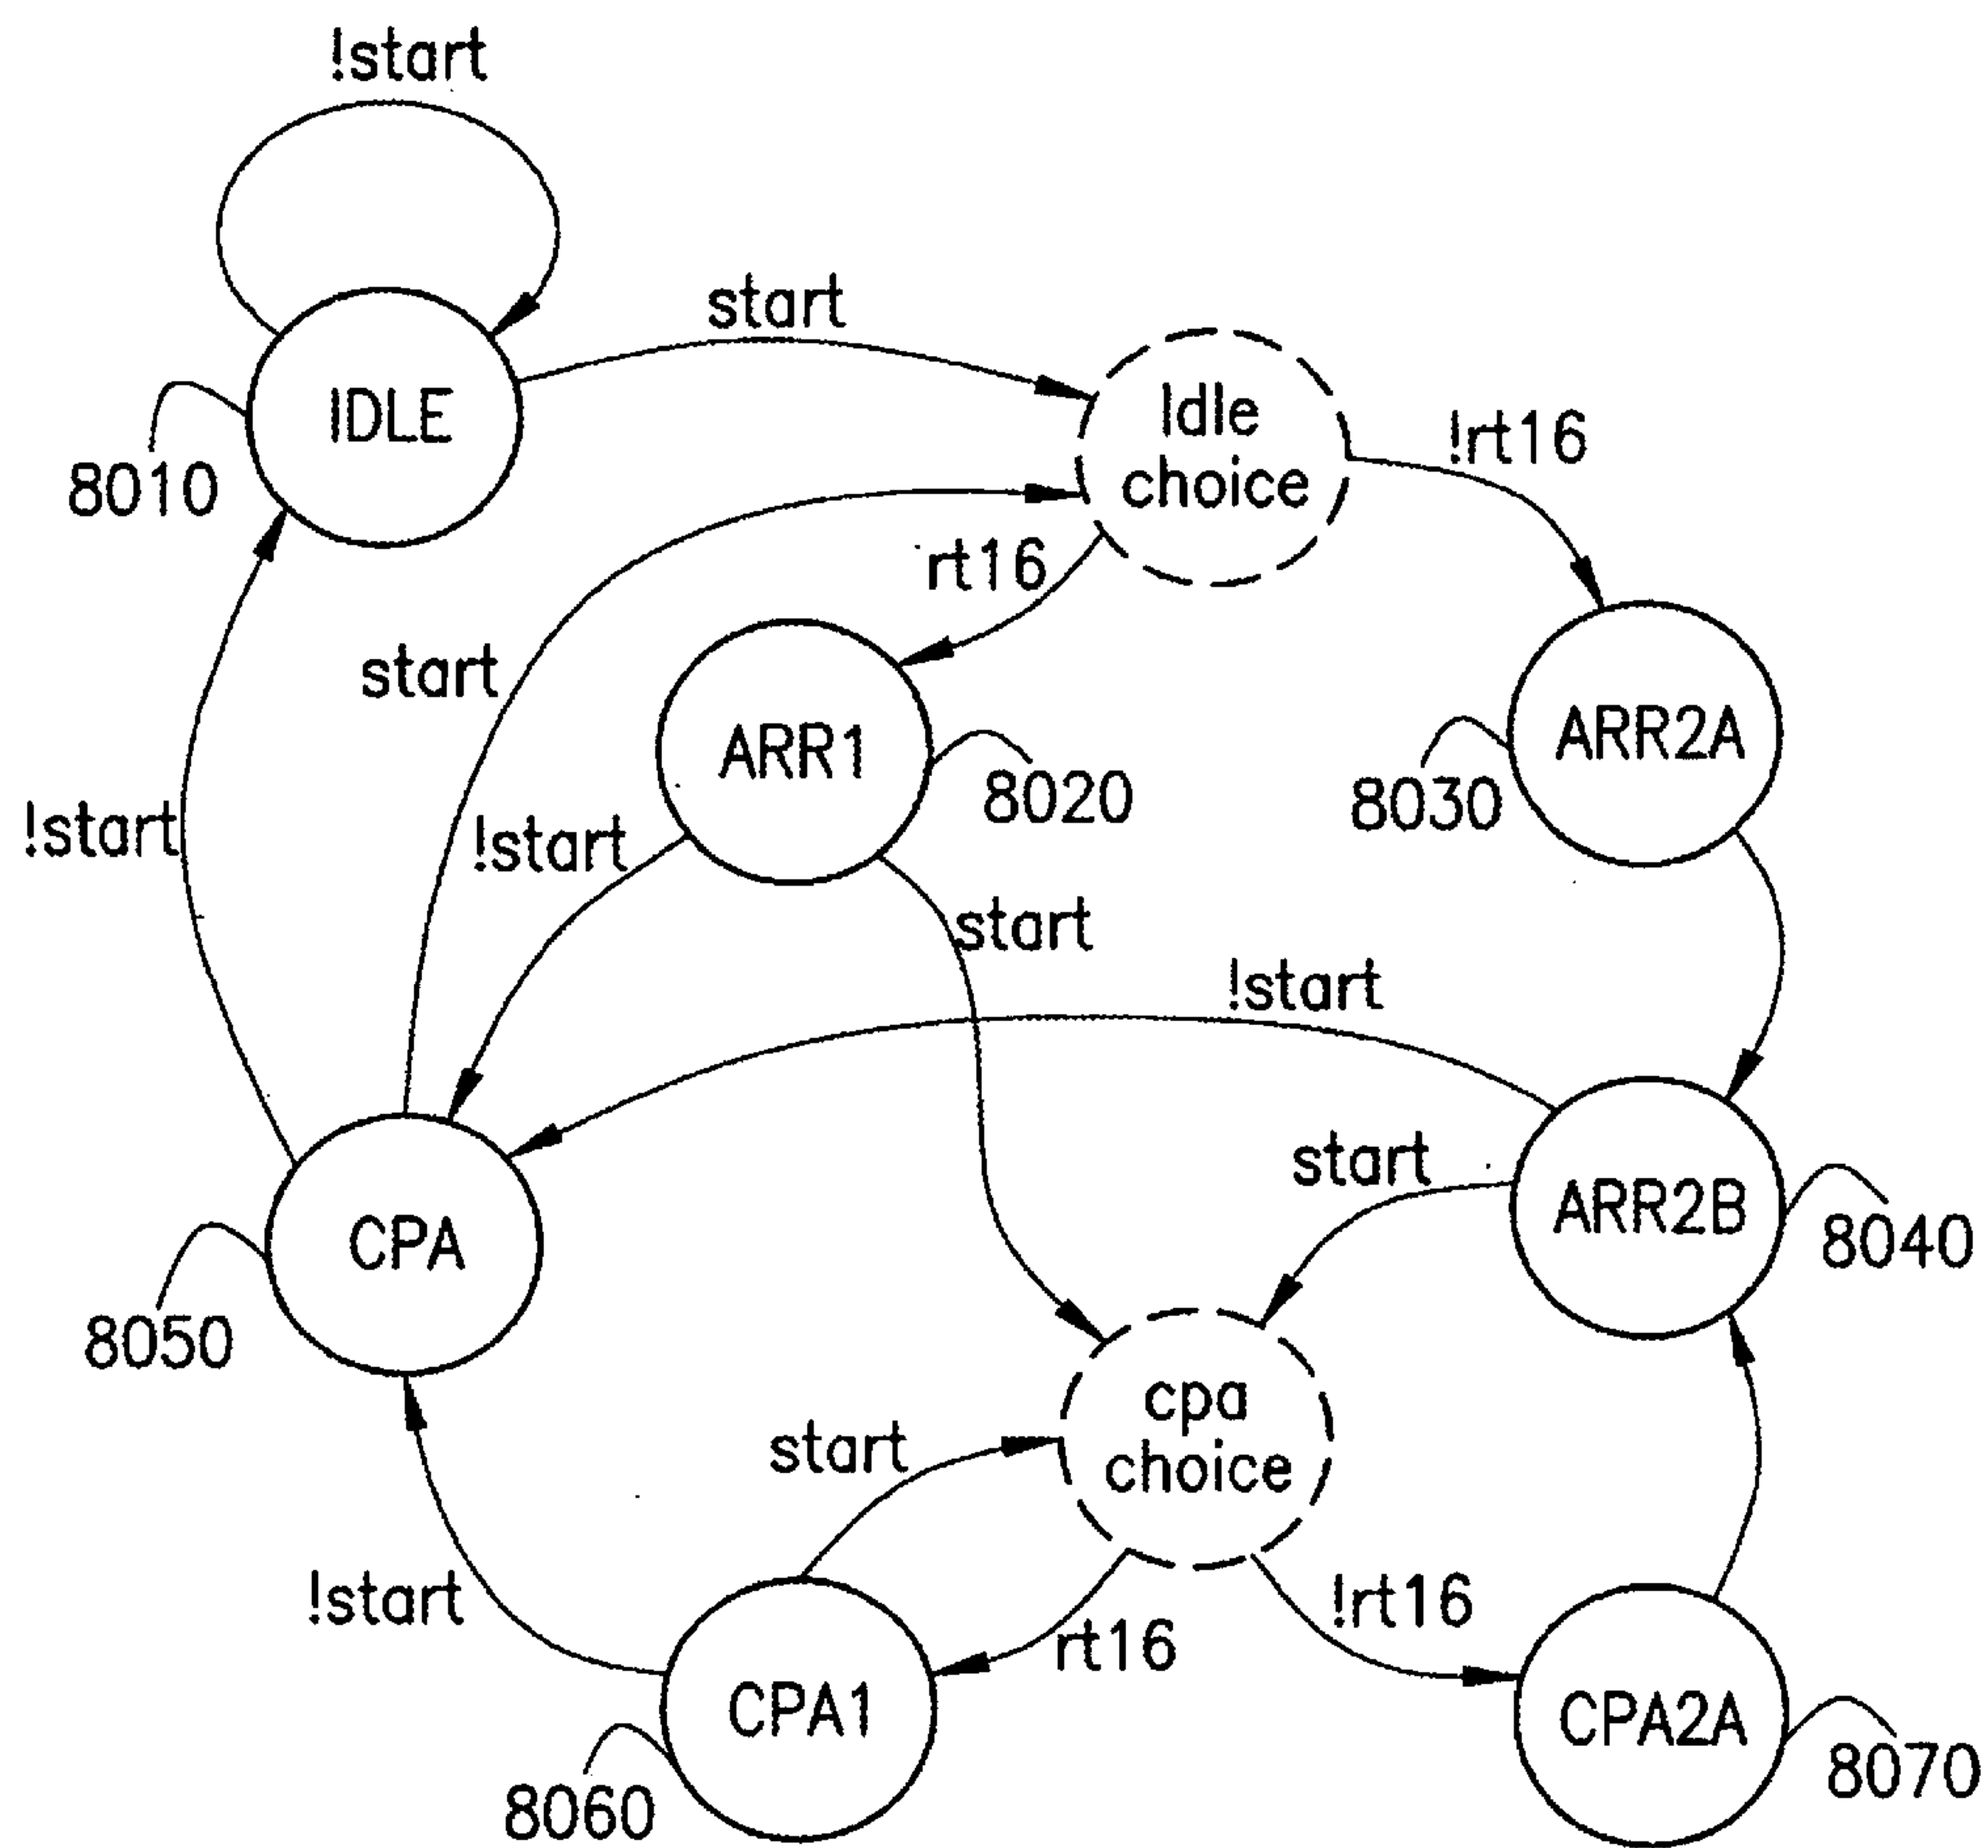 !start
start
IDLE
8010
Idle
choice
!rt16
rt16
start
ARR1
8020
ARR2A
8030
!start
!start
start
!start
start
ARR2B
8040
CPA
8050
cpa
choice
start
!start
rt16
!rt16
CPA1
8060
CPA2A
8070